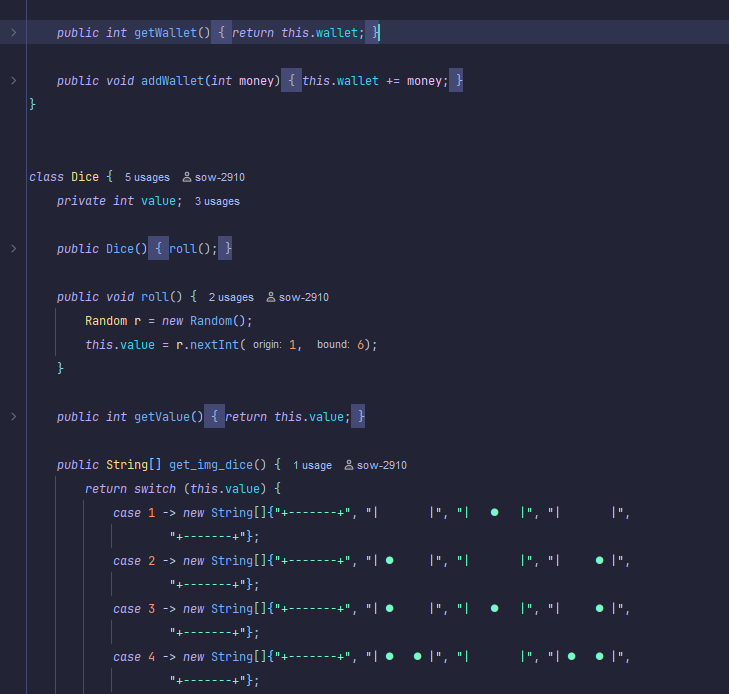 public int getWallet() { return this.wallet; }
public void addWallet(int money) { this.wallet += money; }
}
class Dice { 5 usages sow-2910
private int value; 3 usages
public Dice() { roll(); }
public void roll() { 2 usages sow-2910
Random r = new Random();
this.value = r.nextInt( origin: 1, bound: 6);
}
public int getValue() { return this.value; }
public String[] get_img_dice() { 1 usage sow-2910
return switch (this.value) {
case 1 -> new String[]{"+-------+", "|       |", "|   ●   |", "|       |",
"+-------+"};
case 2 -> new String[]{"+-------+", "| ●     |", "|       |", "|     ● |",
"+-------+"};
case 3 -> new String[]{"+-------+", "| ●     |", "|   ●   |", "|     ● |",
"+-------+"};
case 4 -> new String[]{"+-------+", "| ●   ● |", "|       |", "| ●   ● |",
"+-------+"};